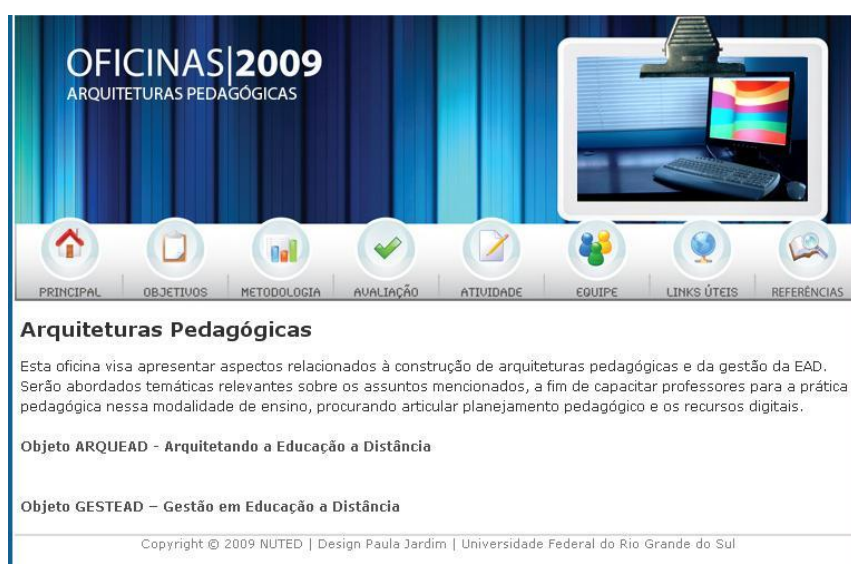 OFICINAS|2009
ARQUITETURAS PEDAGÓGICAS
PRINCIPAL OBJETIVOS METODOLOGIA AVALIAÇÃO ATIVIDADE EQUIPE LINKS ÚTEIS REFERÊNCIAS
Arquiteturas Pedagógicas
Esta oficina visa apresentar aspectos relacionados à construção de arquiteturas pedagógicas e da gestão da EAD.
Serão abordados temáticas relevantes sobre os assuntos mencionados, a fim de capacitar professores para a prática
pedagógica nessa modalidade de ensino, procurando articular planejamento pedagógico e os recursos digitais.
Objeto ARQUEAD - Arquitetando a Educação a Distância
Objeto GESTEAD – Gestão em Educação a Distância
Copyright © 2009 NUTED | Design Paula Jardim | Universidade Federal do Rio Grande do Sul